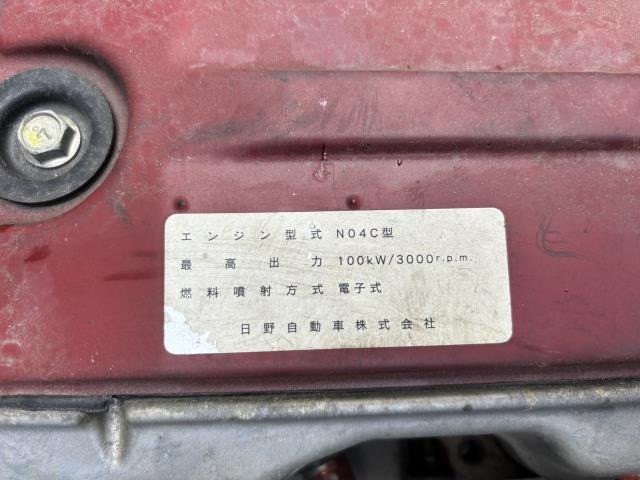 エンジン型式 N04C型
最高出力 100kW/3000r.p.m.
燃料噴射方式 電子式
日野自動車株式会社